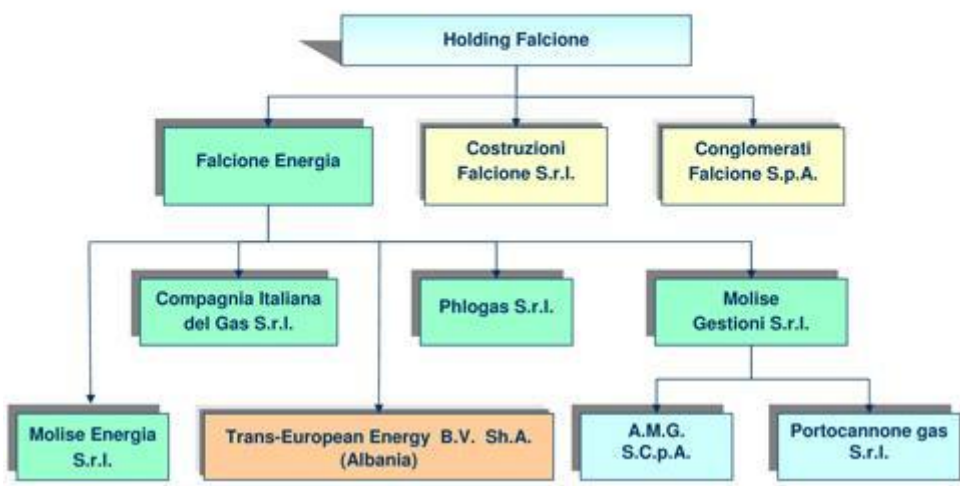 Holding Falcione
Falcione Energia
Costruzioni
Falcione S.r.l.
Conglomerati
Falcione S.p.A.
Compagnia Italiana
del Gas S.r.l.
Phlogas S.r.l.
Molise
Gestioni S.r.l.
Molise Energia
S.r.l.
Trans-European Energy B.V. Sh.A.
(Albania)
A.M.G.
S.C.p.A.
Portocannone gas
S.r.l.